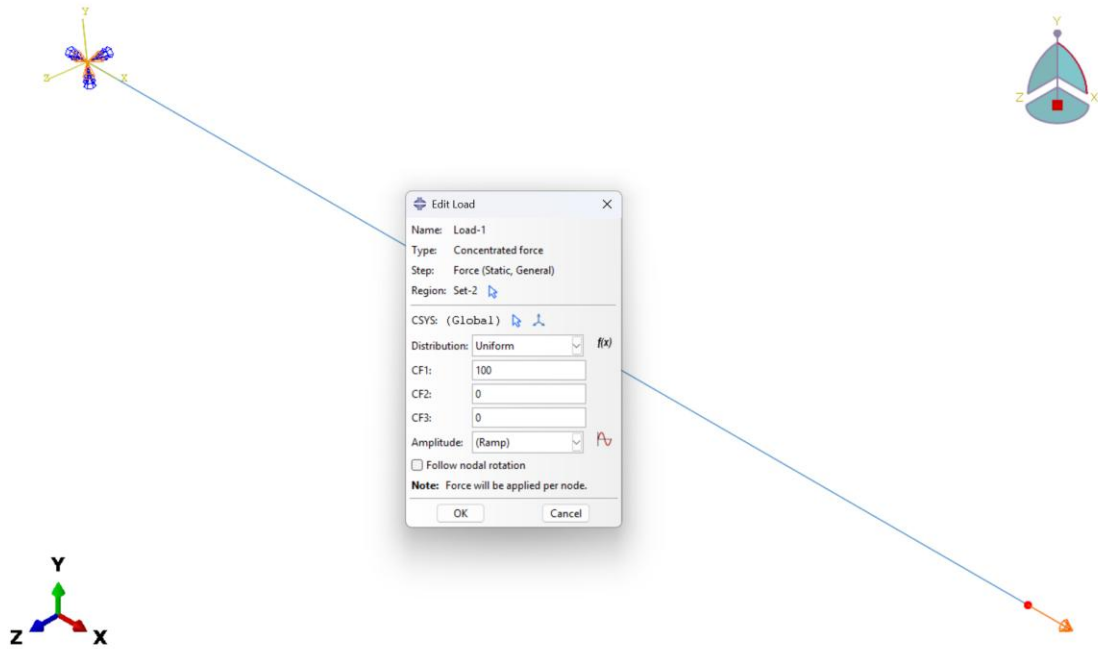 Y
Z X
Y
Z X
Edit Load
Name: Load-1
Type: Concentrated force
Step: Force (Static, General)
Region: Set-2
CSYS: (Global)
Distribution: Uniform f(x)
CF1: 100
CF2: 0
CF3: 0
Amplitude: (Ramp)
Follow nodal rotation
Note: Force will be applied per node.
OK Cancel
Y
Z X